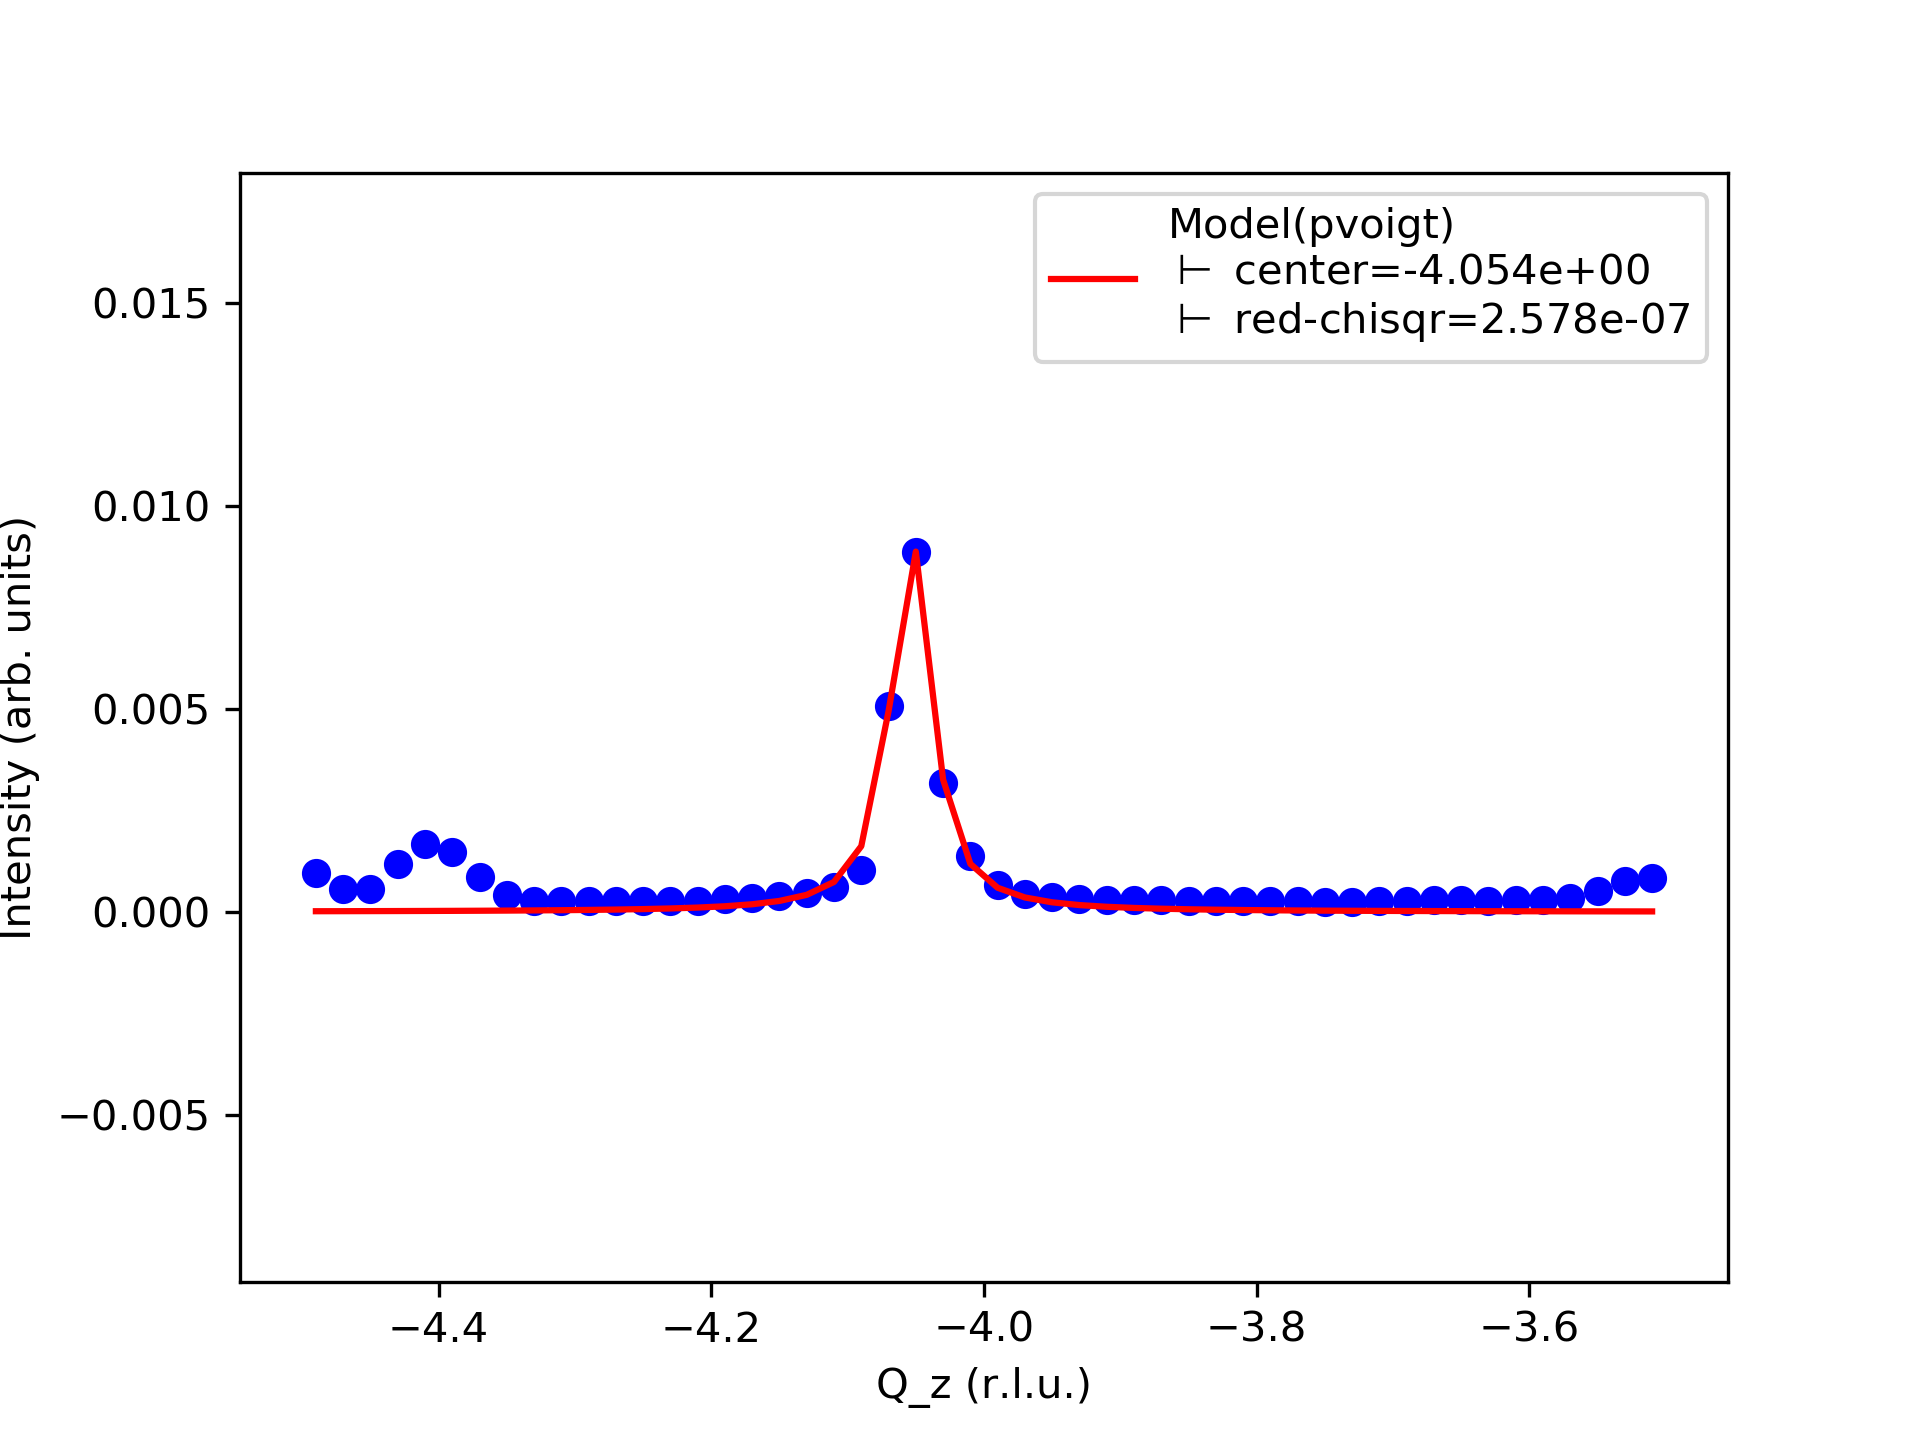 Model(pvoigt)
⊢ center=-4.054e+00
⊢ red-chisqr=2.578e-07
0.015
0.010
0.005
0.000
−0.005
Intensity (arb. units)
−4.4 −4.2 −4.0 −3.8 −3.6
Q_z (r.l.u.)